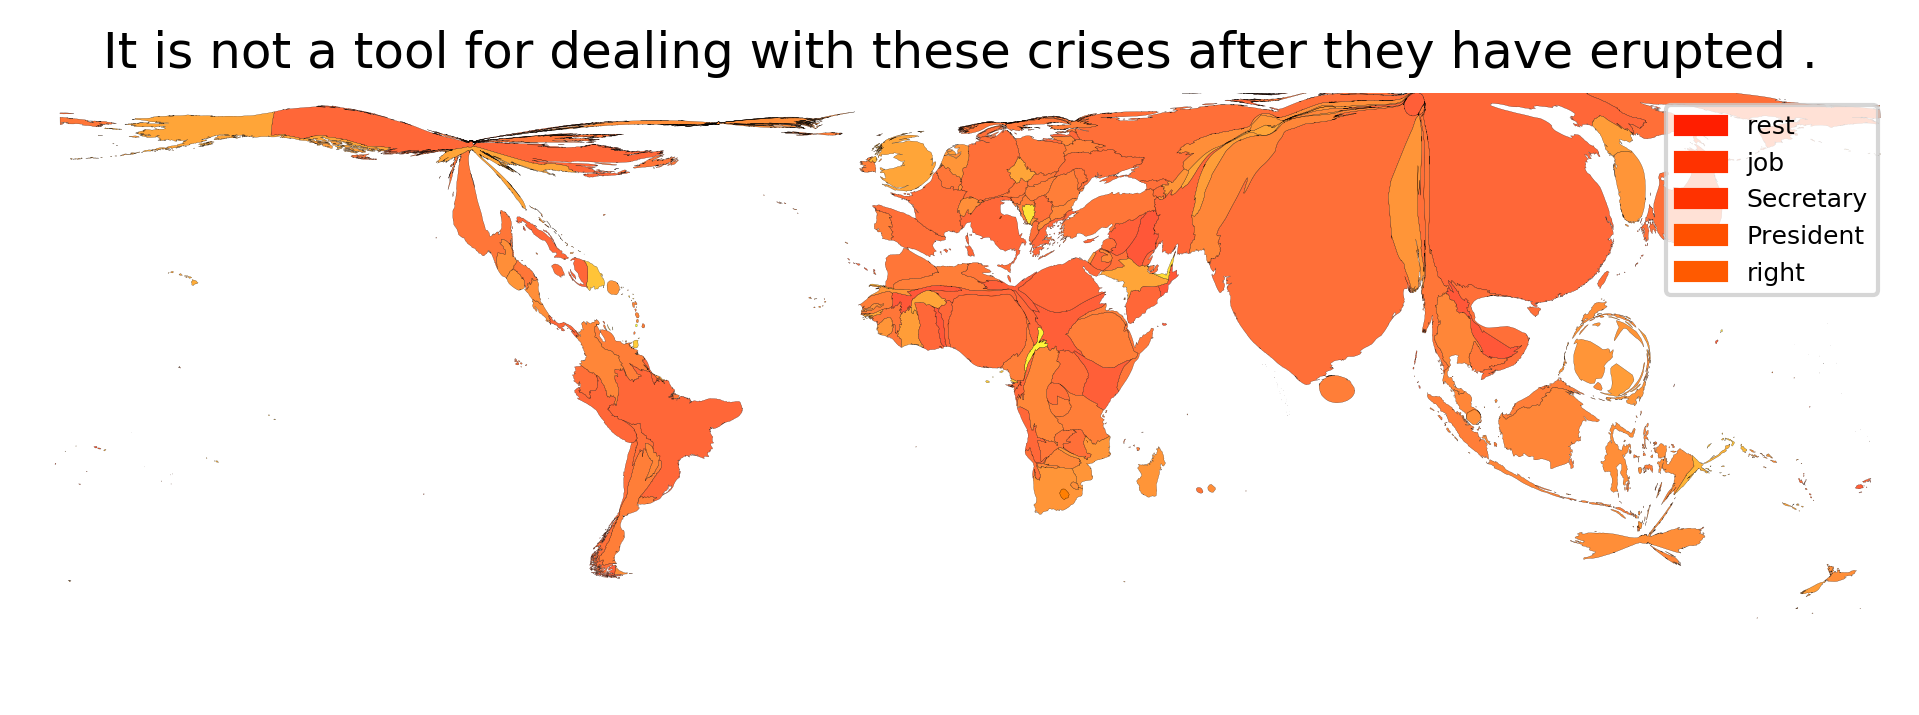 It is not a tool for dealing with these crises after they have erupted .
rest
job
Secretary
President
right